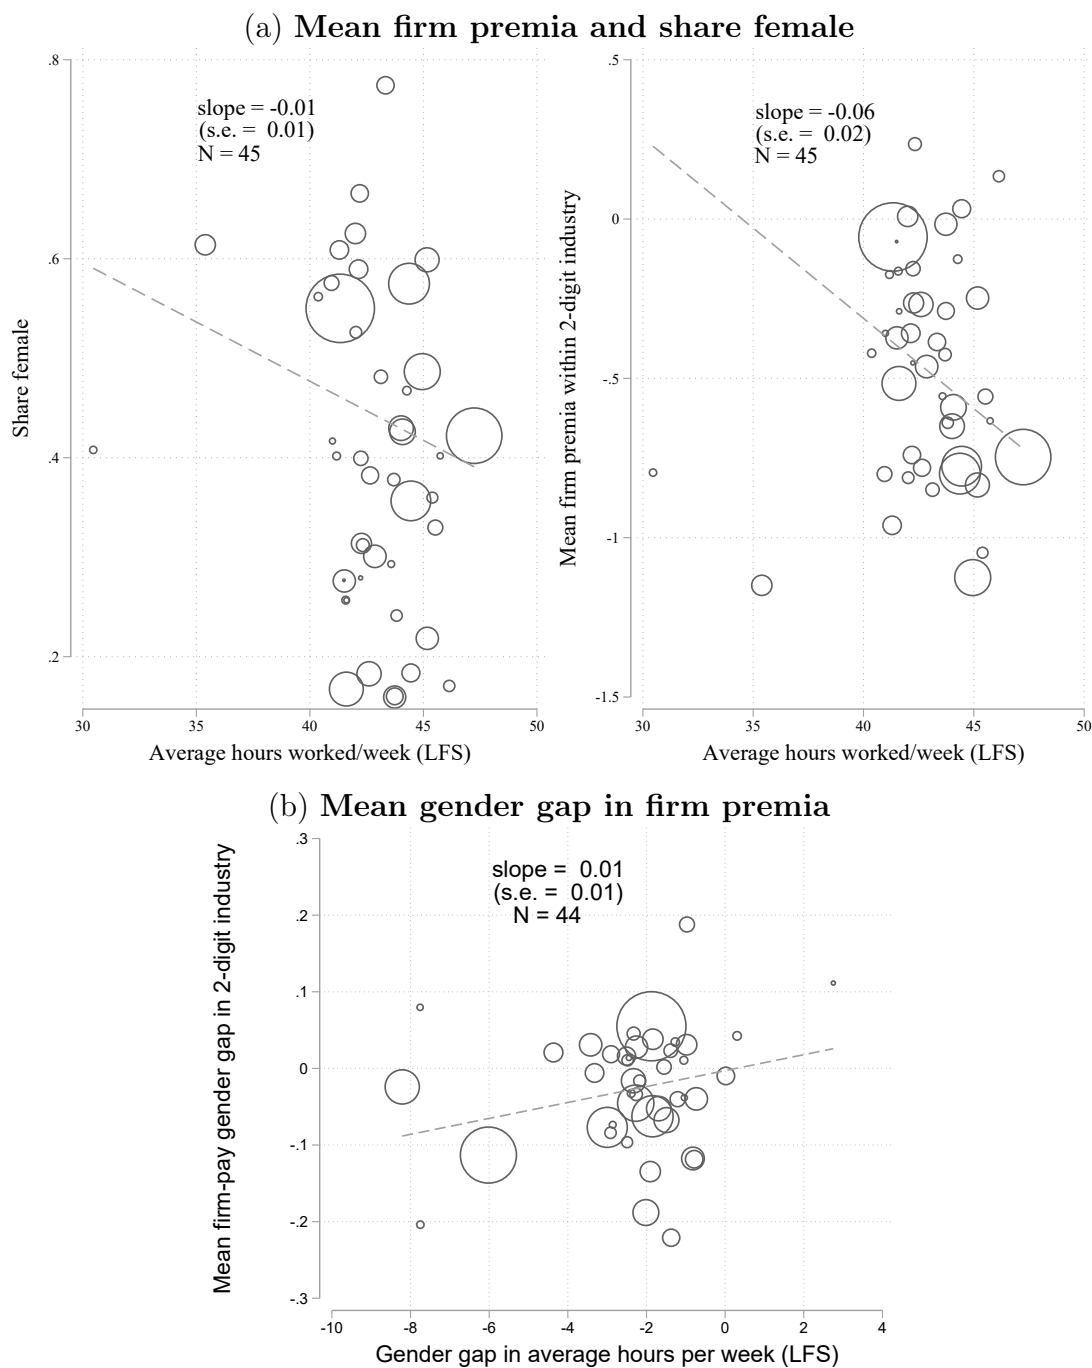 (a) Mean firm premia and share female
slope = -0.01
(s.e. =  0.01)
N = 45
Share female
.8
.6
.4
.2
30 35 40 45 50
Average hours worked/week (LFS)
slope = -0.06
(s.e. =  0.02)
N = 45
Mean firm premia within 2-digit industry
.5
0
-.5
-1
-1.5
30 35 40 45 50
Average hours worked/week (LFS)
(b) Mean gender gap in firm premia
slope =  0.01
(s.e. =  0.01)
N = 44
Mean firm-pay gender gap in 2-digit industry
.3
.2
.1
0
-.1
-.2
-.3
-10 -8 -6 -4 -2 0 2 4
Gender gap in average hours per week (LFS)